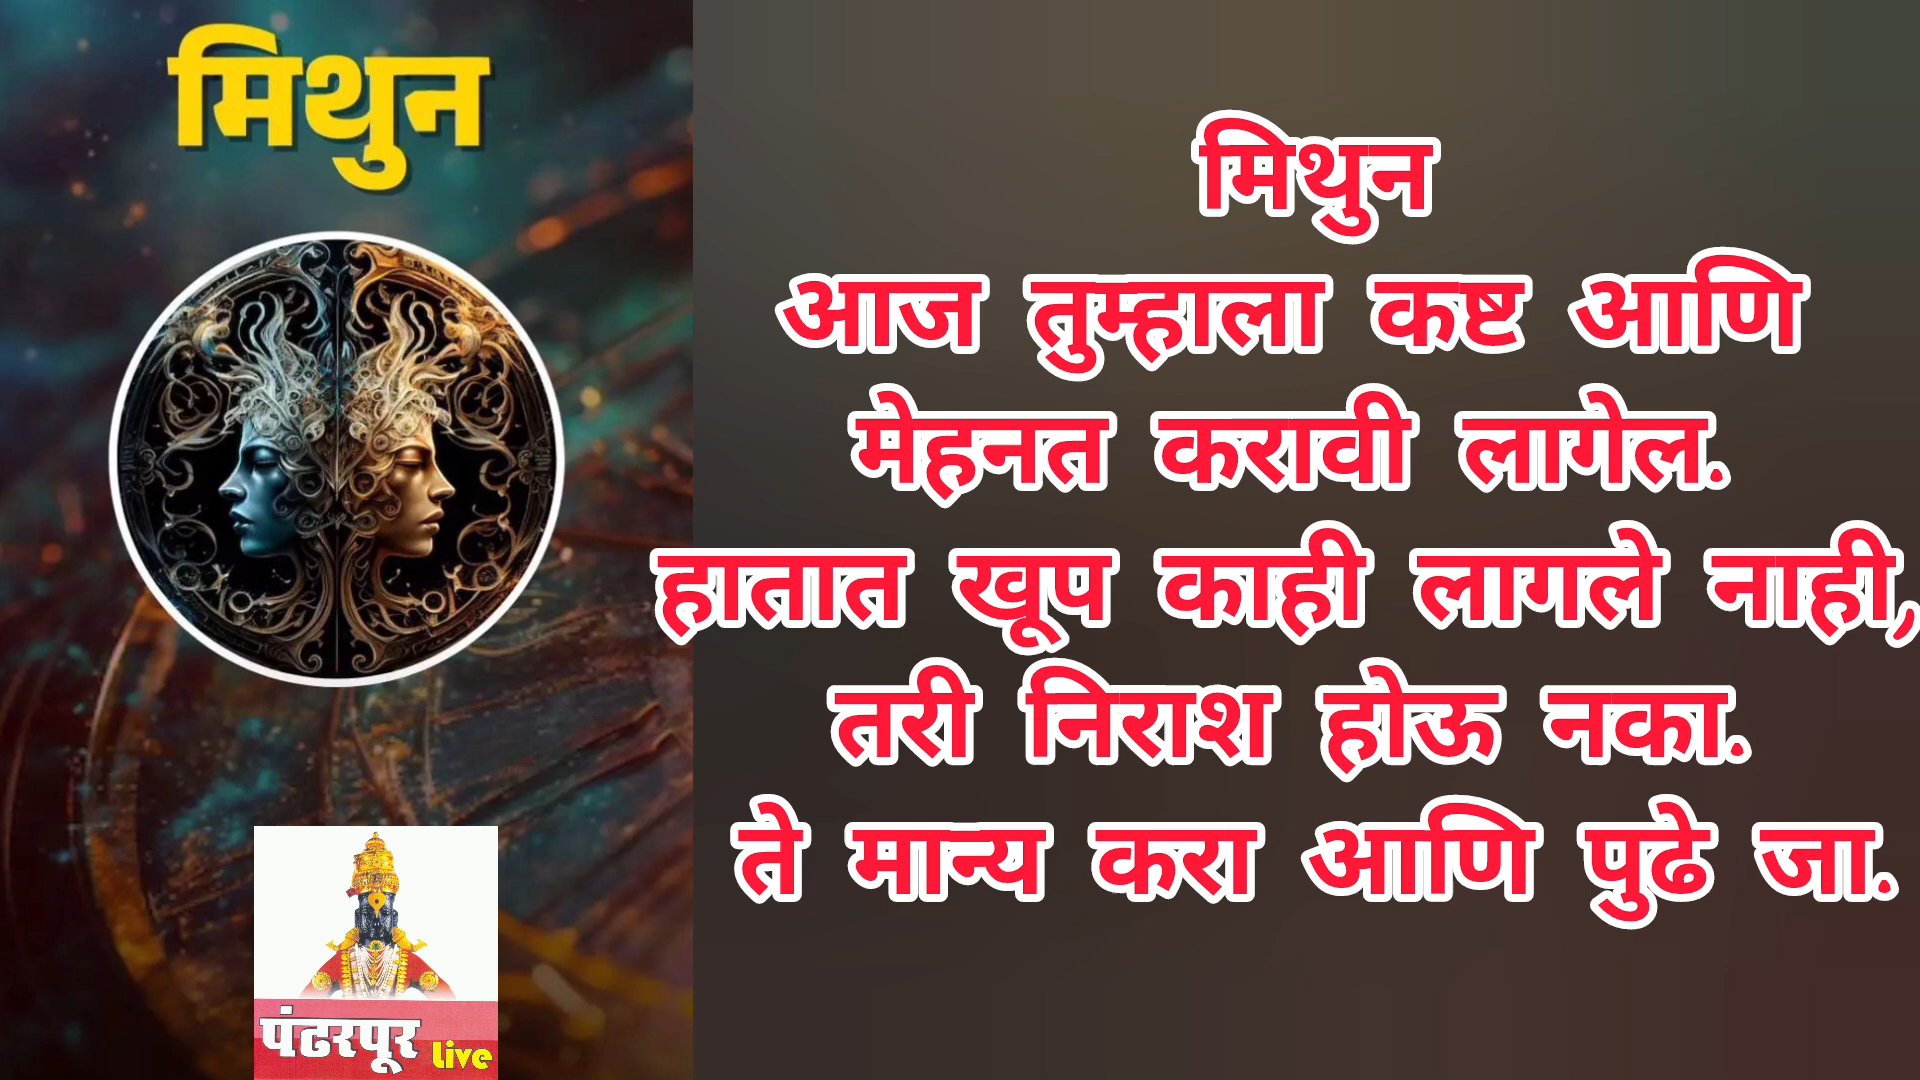 मिथुन
मिथुन
आज तुम्हाला कष्ट आणि
मेहनत करावी लागेल.
हातात खूप काही लागले नाही,
तरी निराश होऊ नका.
ते मान्य करा आणि पुढे जा.
पंढरपूर Live